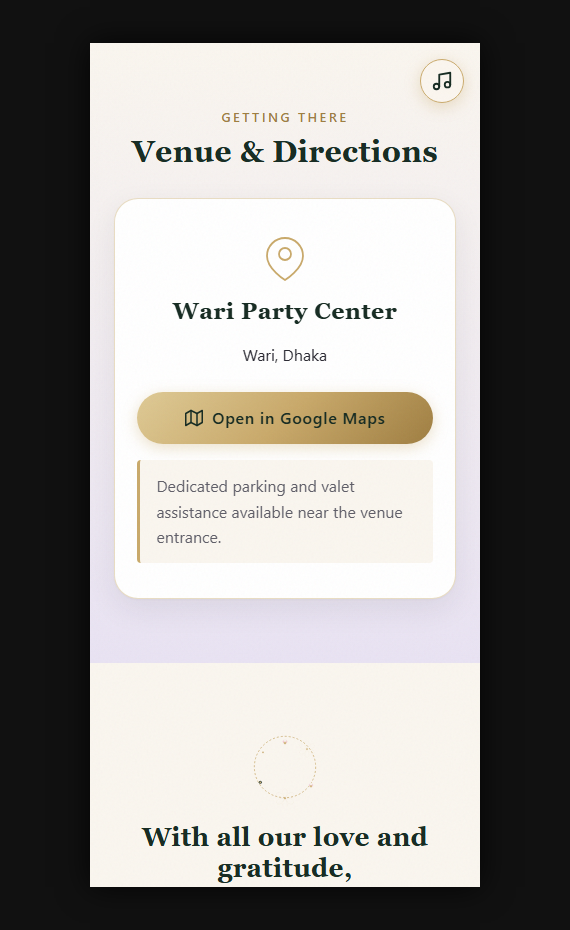 GETTING THERE
Venue & Directions
Wari Party Center
Wari, Dhaka
Open in Google Maps
Dedicated parking and valet
assistance available near the venue
entrance.
With all our love and
gratitude,